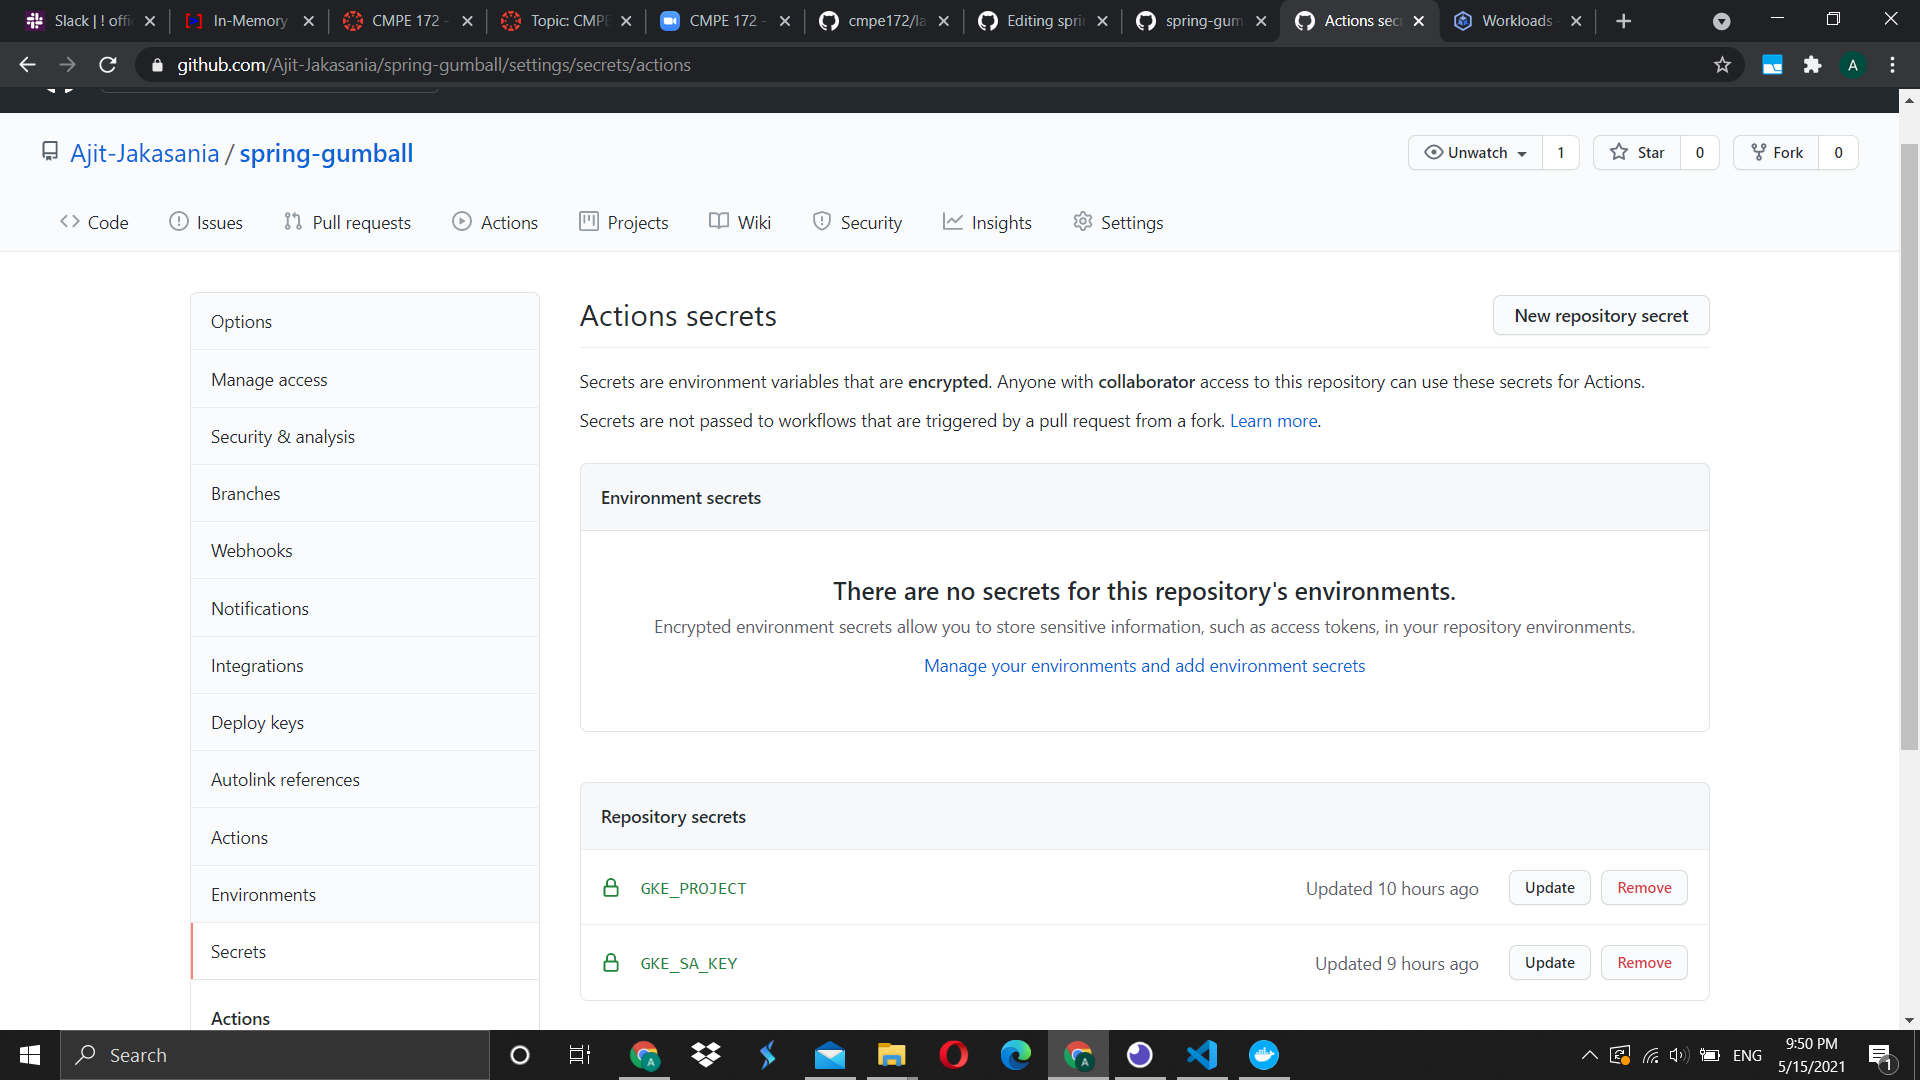 Slack | ! offi
In-Memory
CMPE 172 -
Topic: CMPE
CMPE 172 -
cmpe172/la
Editing spri
spring-gum
Actions sec
Workloads -
github.com/Ajit-Jakasania/spring-gumball/settings/secrets/actions
A
Ajit-Jakasania / spring-gumball
Unwatch 1
Star 0
Fork 0
Code
Issues
Pull requests
Actions
Projects
Wiki
Security
Insights
Settings
Options
Manage access
Security & analysis
Branches
Webhooks
Notifications
Integrations
Deploy keys
Autolink references
Actions
Environments
Secrets
Actions
Actions secrets
New repository secret
Secrets are environment variables that are encrypted. Anyone with collaborator access to this repository can use these secrets for Actions.
Secrets are not passed to workflows that are triggered by a pull request from a fork. Learn more.
Environment secrets
There are no secrets for this repository's environments.
Encrypted environment secrets allow you to store sensitive information, such as access tokens, in your repository environments.
Manage your environments and add environment secrets
Repository secrets
GKE_PROJECT
Updated 10 hours ago
Update
Remove
GKE_SA_KEY
Updated 9 hours ago
Update
Remove
Search
A
A
ENG
9:50 PM
5/15/2021
1